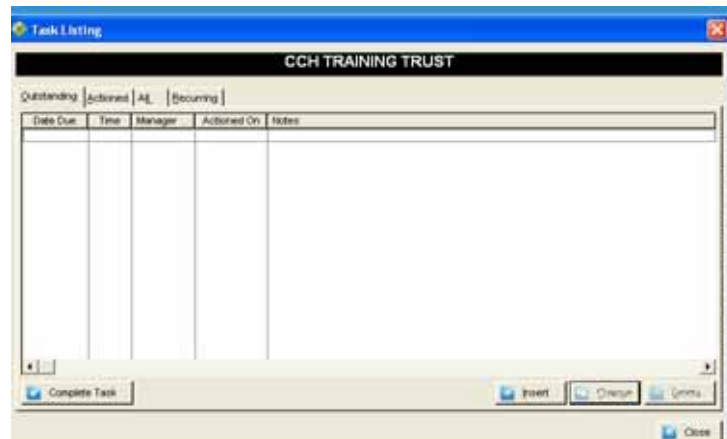 Task Listing
CCH TRAINING TRUST
Outstanding Actioned All Recurring
Date Due Time Manager Actioned On Notes
Complete Task Insert Change Delete
Close